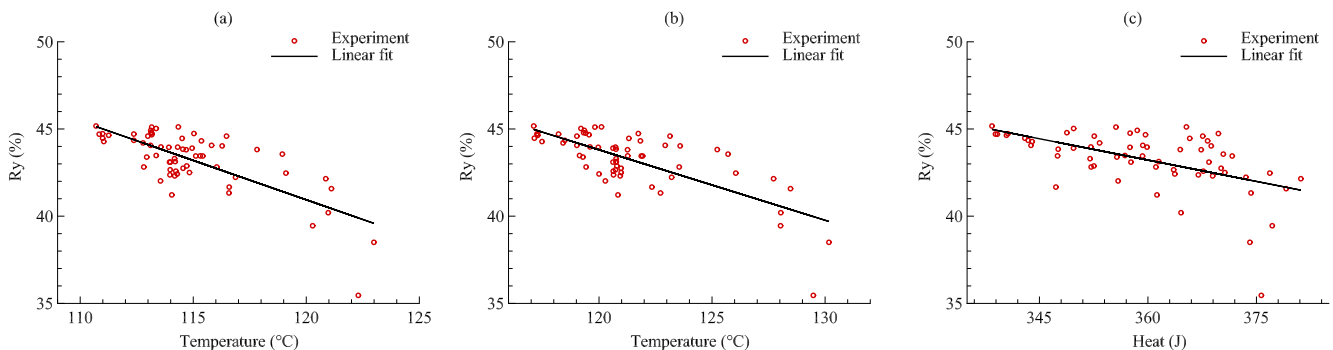 (a)
Experiment
Linear fit
50
45
40
35
Ry (%)
110
115
120
125
Temperature (°C)
(b)
Experiment
Linear fit
50
45
40
35
Ry (%)
120
125
130
Temperature (°C)
(c)
Experiment
Linear fit
50
45
40
35
Ry (%)
345
360
375
Heat (J)